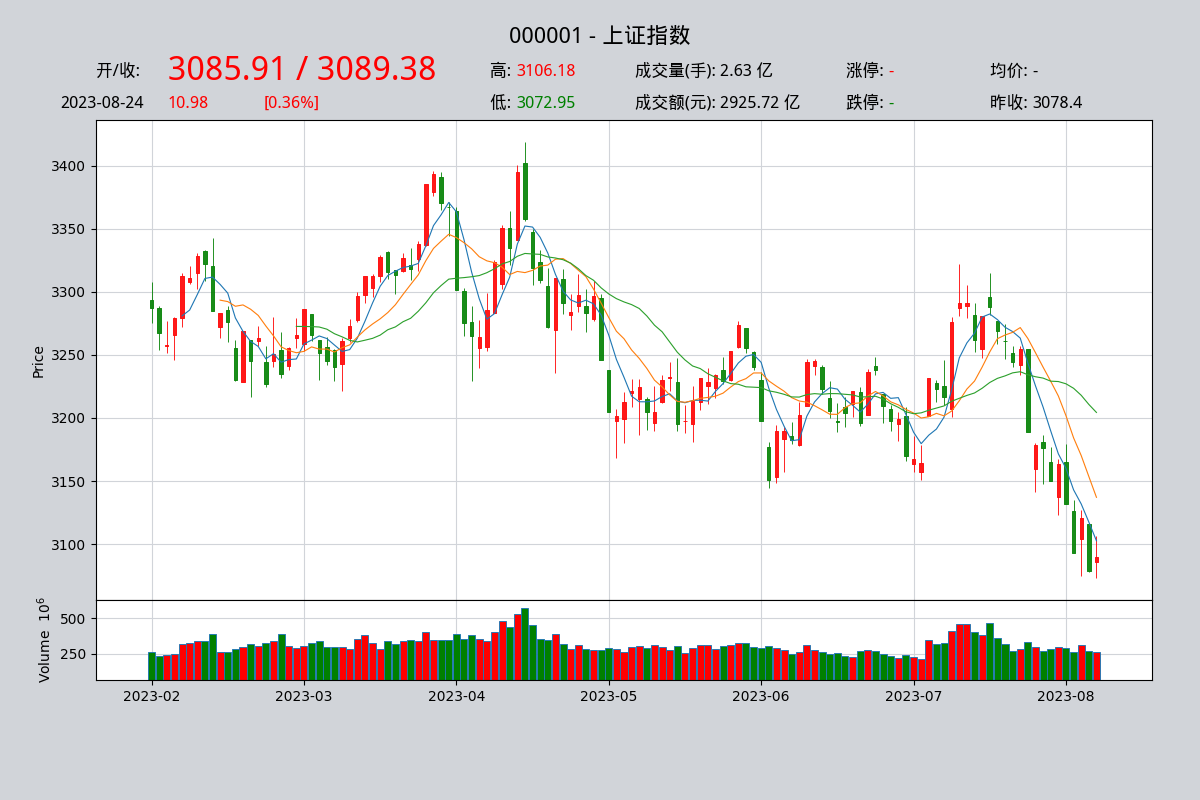 000001 - 上证指数
开/收: 3085.91 / 3089.38 高: 3106.18 成交量(手): 2.63 亿 涨停: - 均价: -
2023-08-24 10.98 [0.36%] 低: 3072.95 成交额(元): 2925.72 亿 跌停: - 昨收: 3078.4
3400
3350
3300
3250
3200
3150
3100
Price
500
250
Volume 10⁶
2023-02 2023-03 2023-04 2023-05 2023-06 2023-07 2023-08